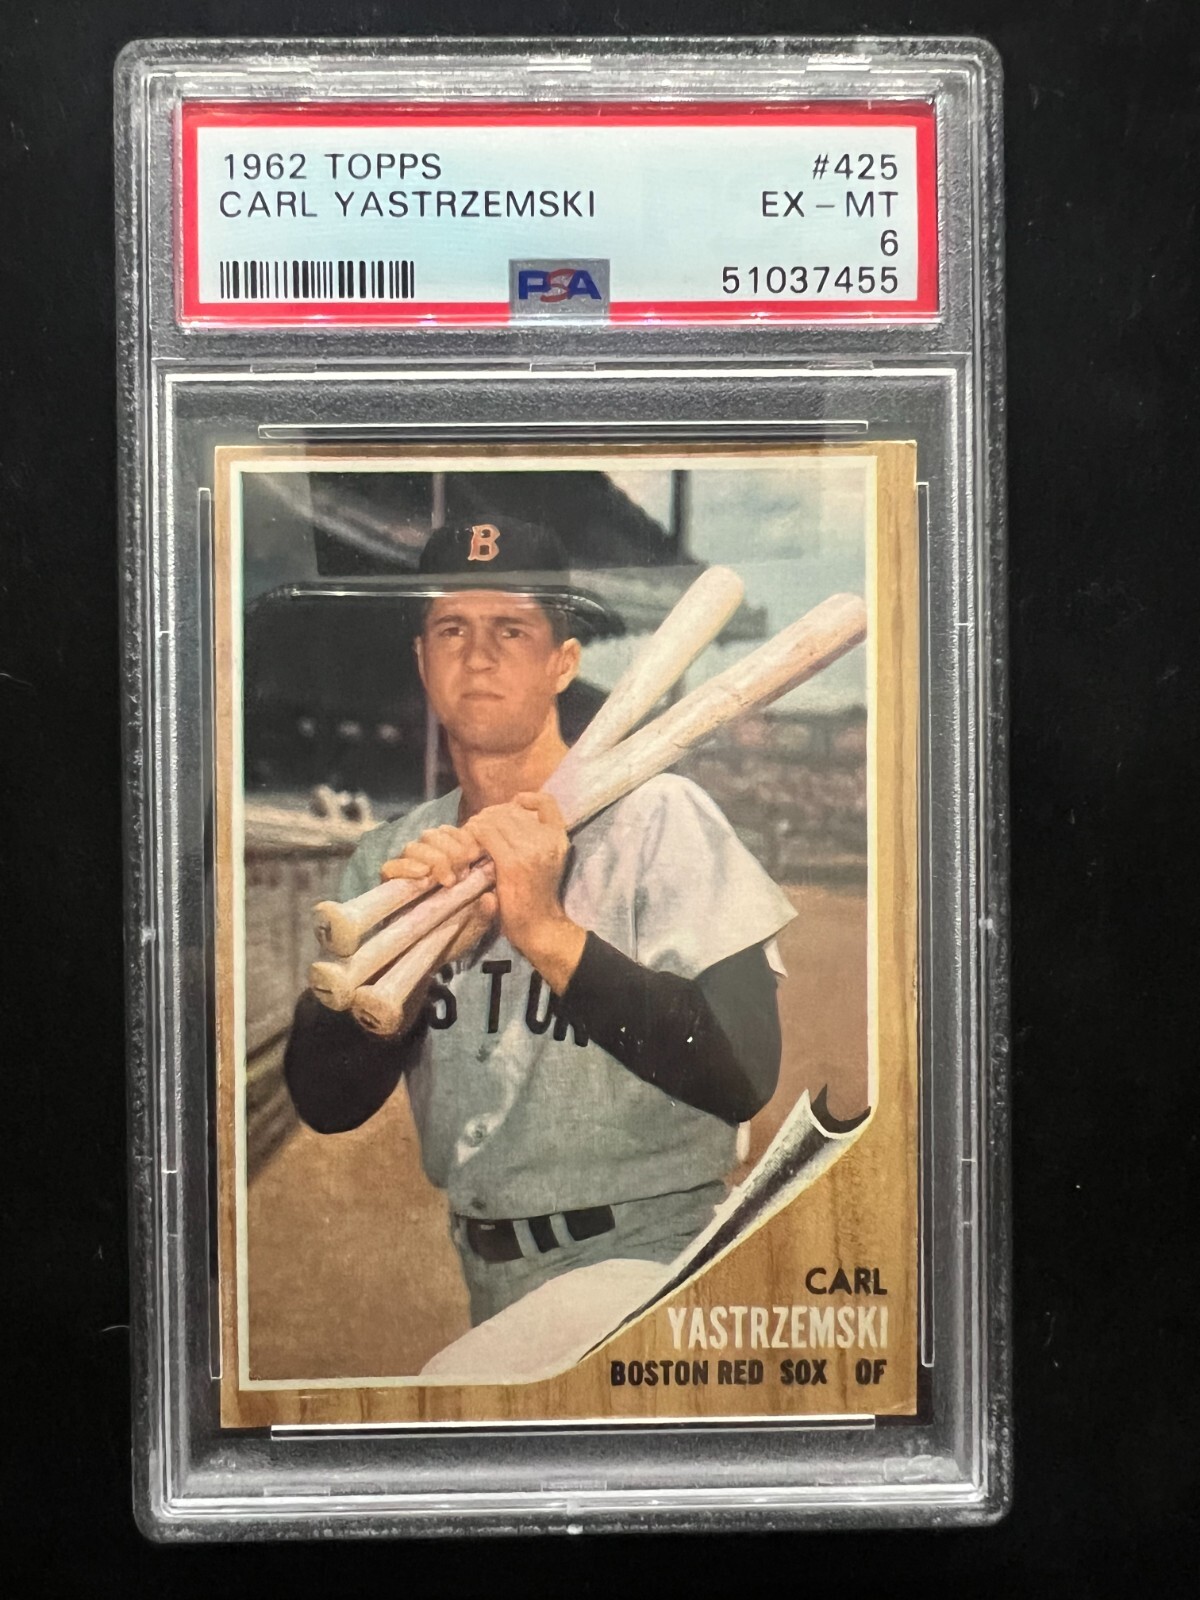 1962 TOPPS #425
CARL YASTRZEMSKI EX - MT
6
PSA 51037455
B
STON
CARL
YASTRZEMSKI
BOSTON RED SOX OF